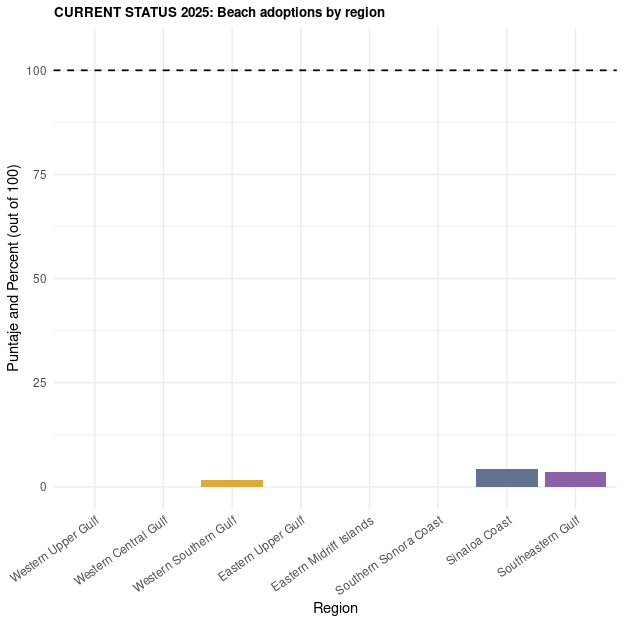 CURRENT STATUS 2025: Beach adoptions by region
Puntaje and Percent (out of 100)
100
75
50
25
0
Western Upper Gulf
Western Central Gulf
Western Southern Gulf
Eastern Upper Gulf
Eastern Midriff Islands
Southern Sonora Coast
Sinaloa Coast
Southeastern Gulf
Region